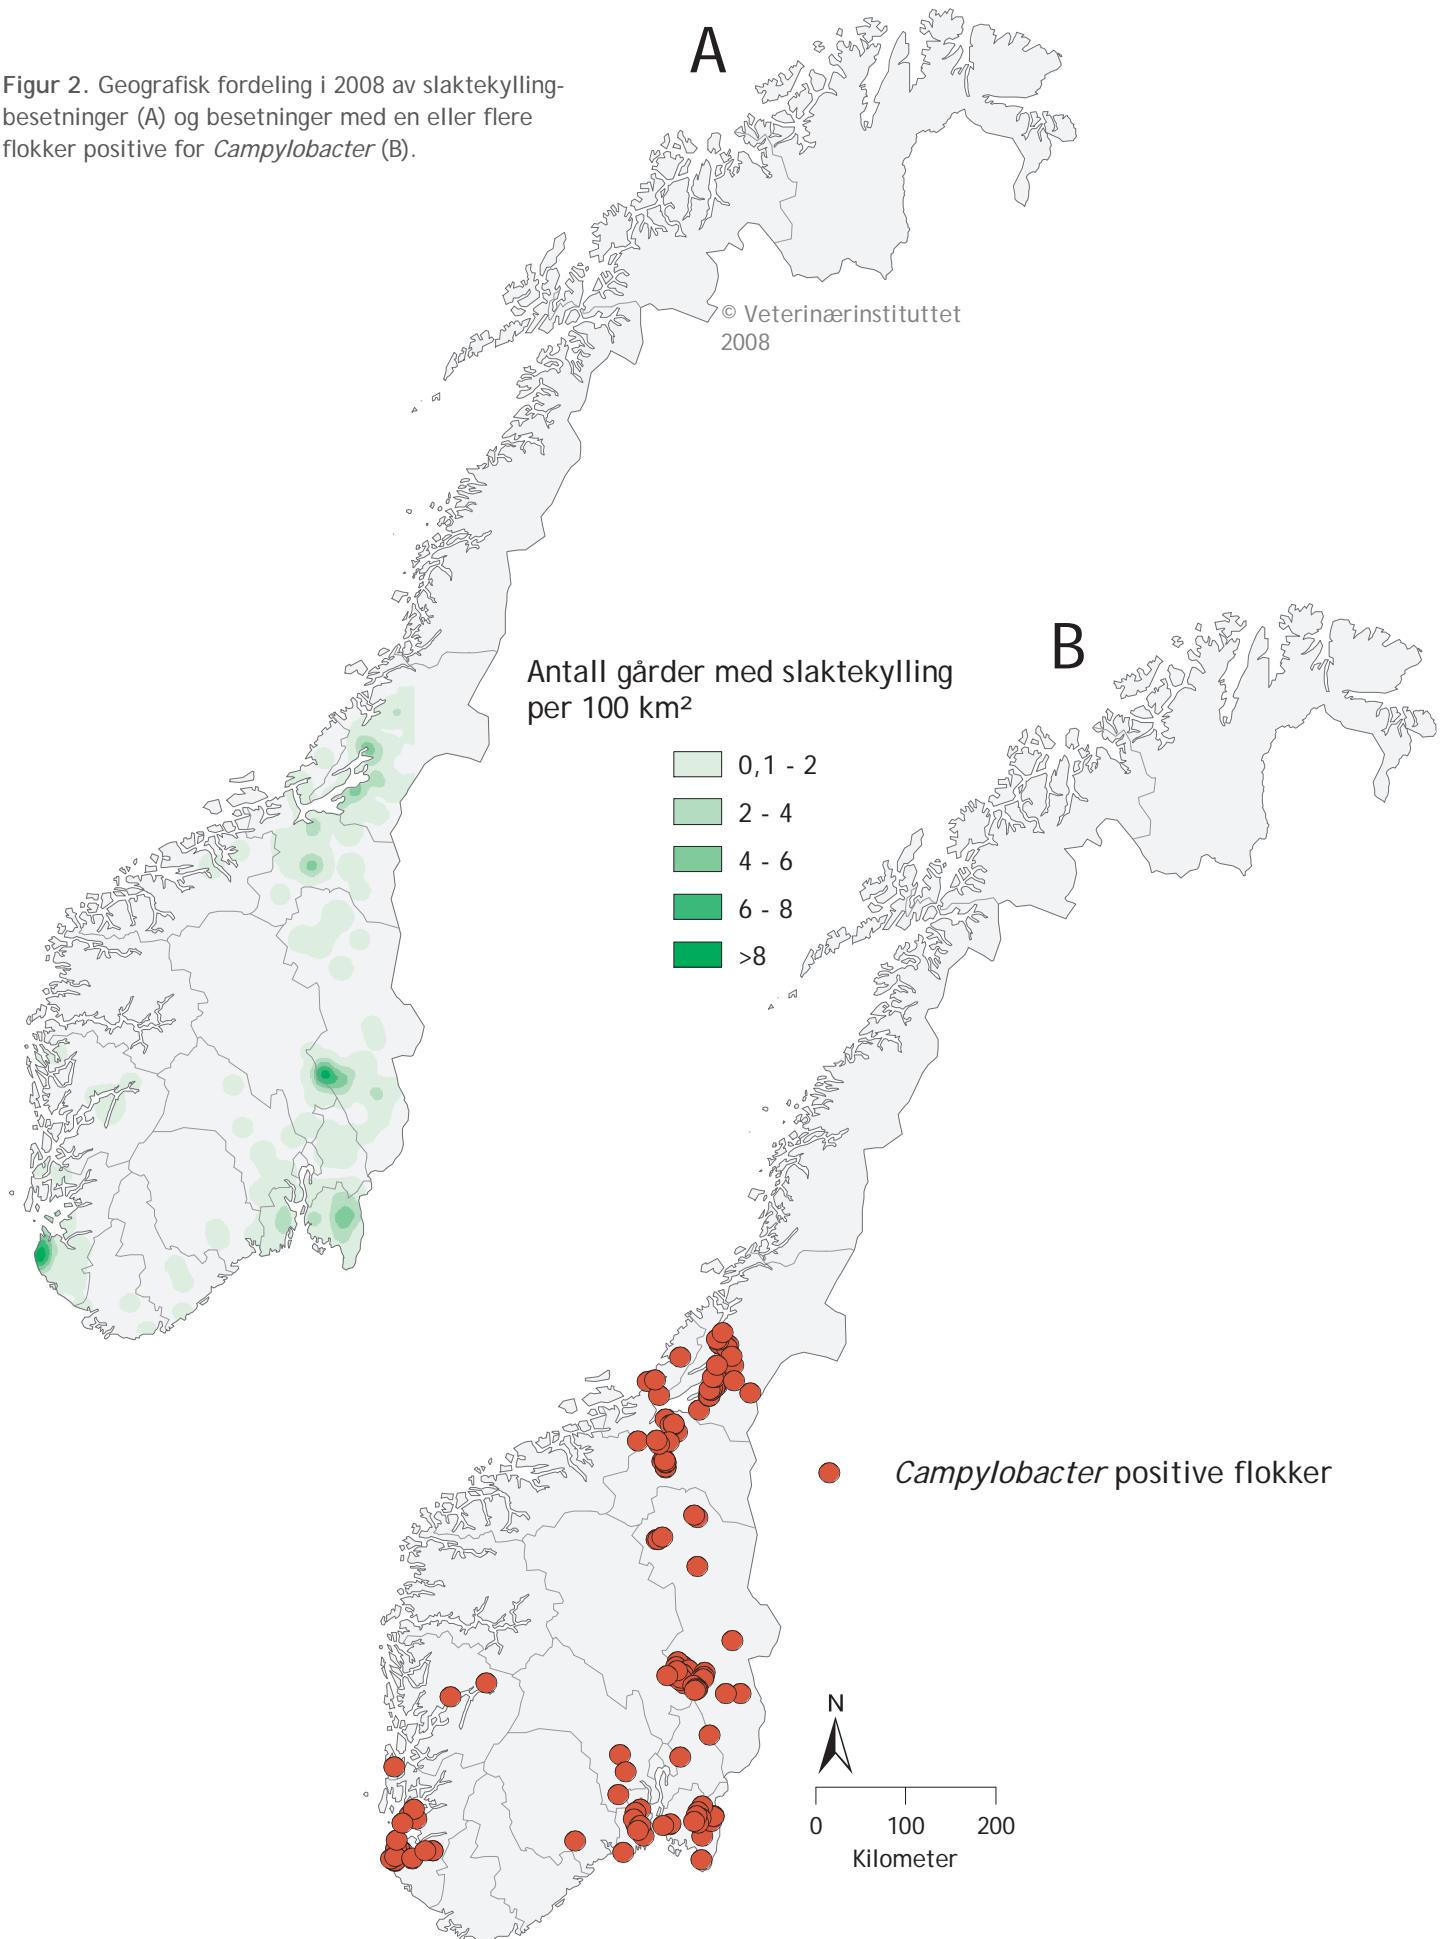 A
Figur 2. Geografisk fordeling i 2008 av slaktekylling-
besetninger (A) og besetninger med en eller flere
flokker positive for Campylobacter (B).
© Veterinærinstituttet
2008
Antall gårder med slaktekylling
per 100 km²
0,1 - 2
2 - 4
4 - 6
6 - 8
>8
B
Campylobacter positive flokker
N
0 100 200
Kilometer